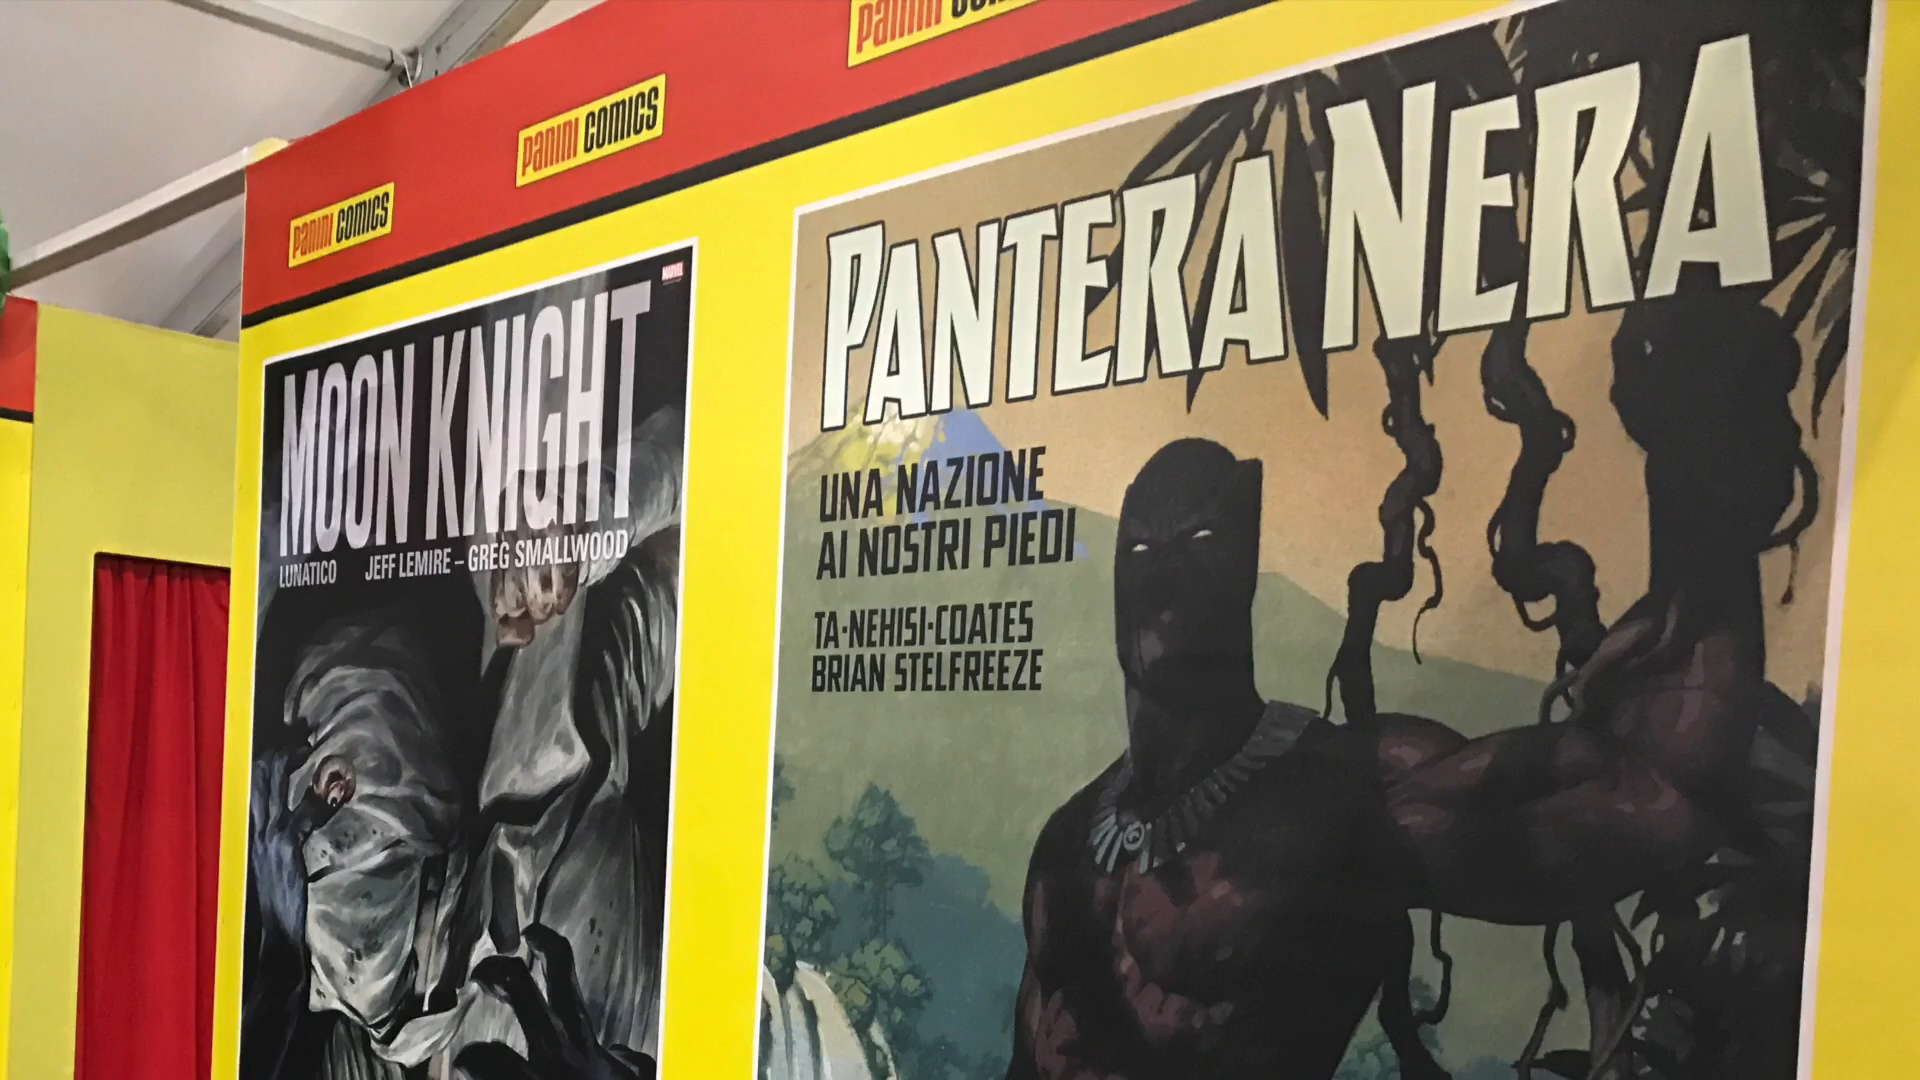 PANINI COMICS
PANINI COMICS
PANINI COMICS
MARVEL
MOON KNIGHT
LUNATICO JEFF LEMIRE – GREG SMALLWOOD
PANTERA NERA
UNA NAZIONE
AI NOSTRI PIEDI
TA-NEHISI-COATES
BRIAN STELFREEZE